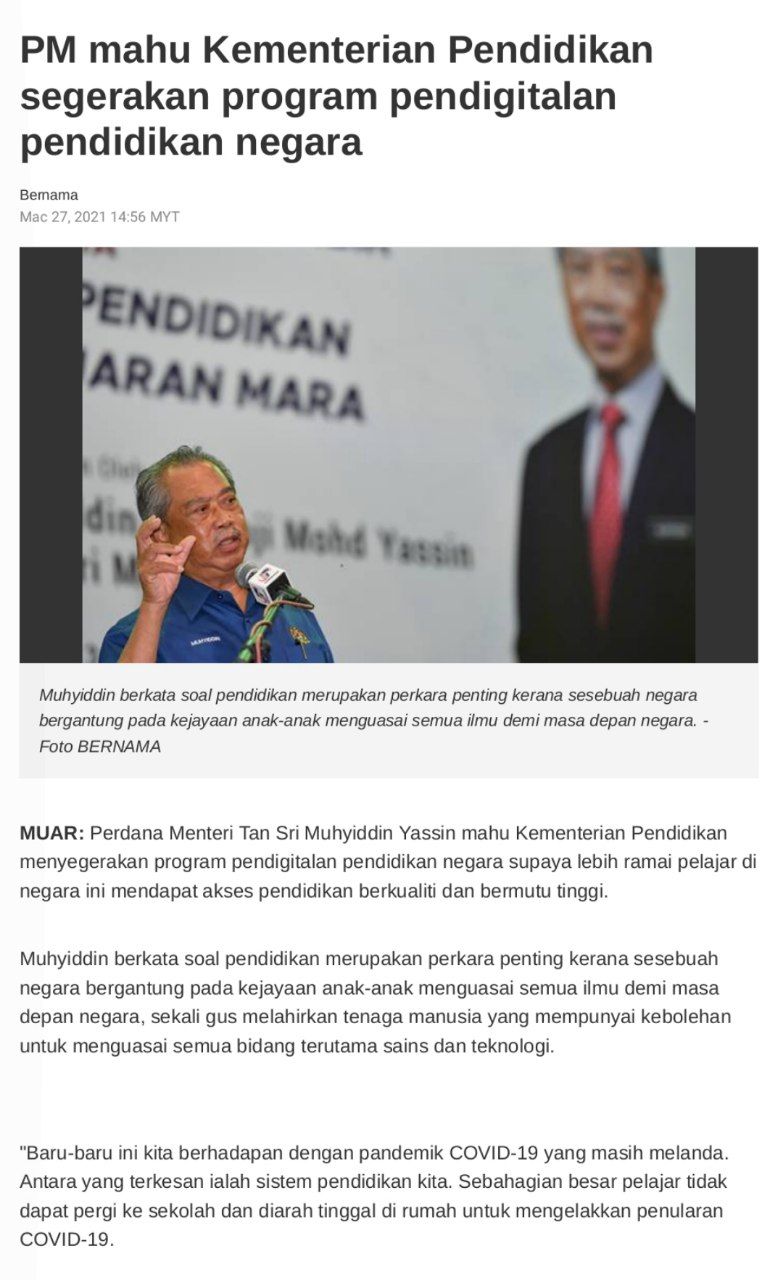 PM mahu Kementerian Pendidikan
segerakan program pendigitalan
pendidikan negara
Bernama
Mac 27, 2021 14:56 MYT
PENDIDIKAN
ARAN MARA
Mohd Yassin
MUHYIDDIN
Muhyiddin berkata soal pendidikan merupakan perkara penting kerana sesebuah negara
bergantung pada kejayaan anak-anak menguasai semua ilmu demi masa depan negara. -
Foto BERNAMA
MUAR: Perdana Menteri Tan Sri Muhyiddin Yassin mahu Kementerian Pendidikan
menyegerakan program pendigitalan pendidikan negara supaya lebih ramai pelajar di
negara ini mendapat akses pendidikan berkualiti dan bermutu tinggi.
Muhyiddin berkata soal pendidikan merupakan perkara penting kerana sesebuah
negara bergantung pada kejayaan anak-anak menguasai semua ilmu demi masa
depan negara, sekali gus melahirkan tenaga manusia yang mempunyai kebolehan
untuk menguasai semua bidang terutama sains dan teknologi.
"Baru-baru ini kita berhadapan dengan pandemik COVID-19 yang masih melanda.
Antara yang terkesan ialah sistem pendidikan kita. Sebahagian besar pelajar tidak
dapat pergi ke sekolah dan diarah tinggal di rumah untuk mengelakkan penularan
COVID-19.